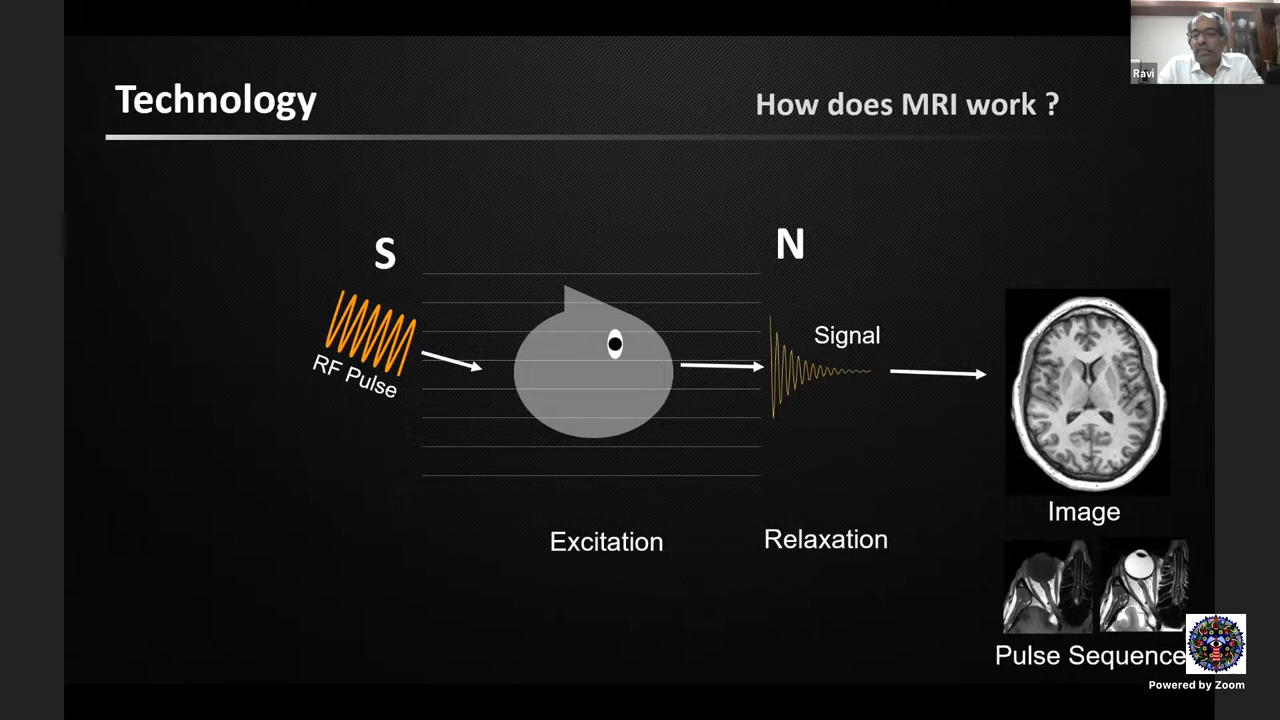 Ravi
Technology
How does MRI work ?
S
N
RF Pulse
Signal
Excitation
Relaxation
Image
Pulse Sequence
Powered by Zoom